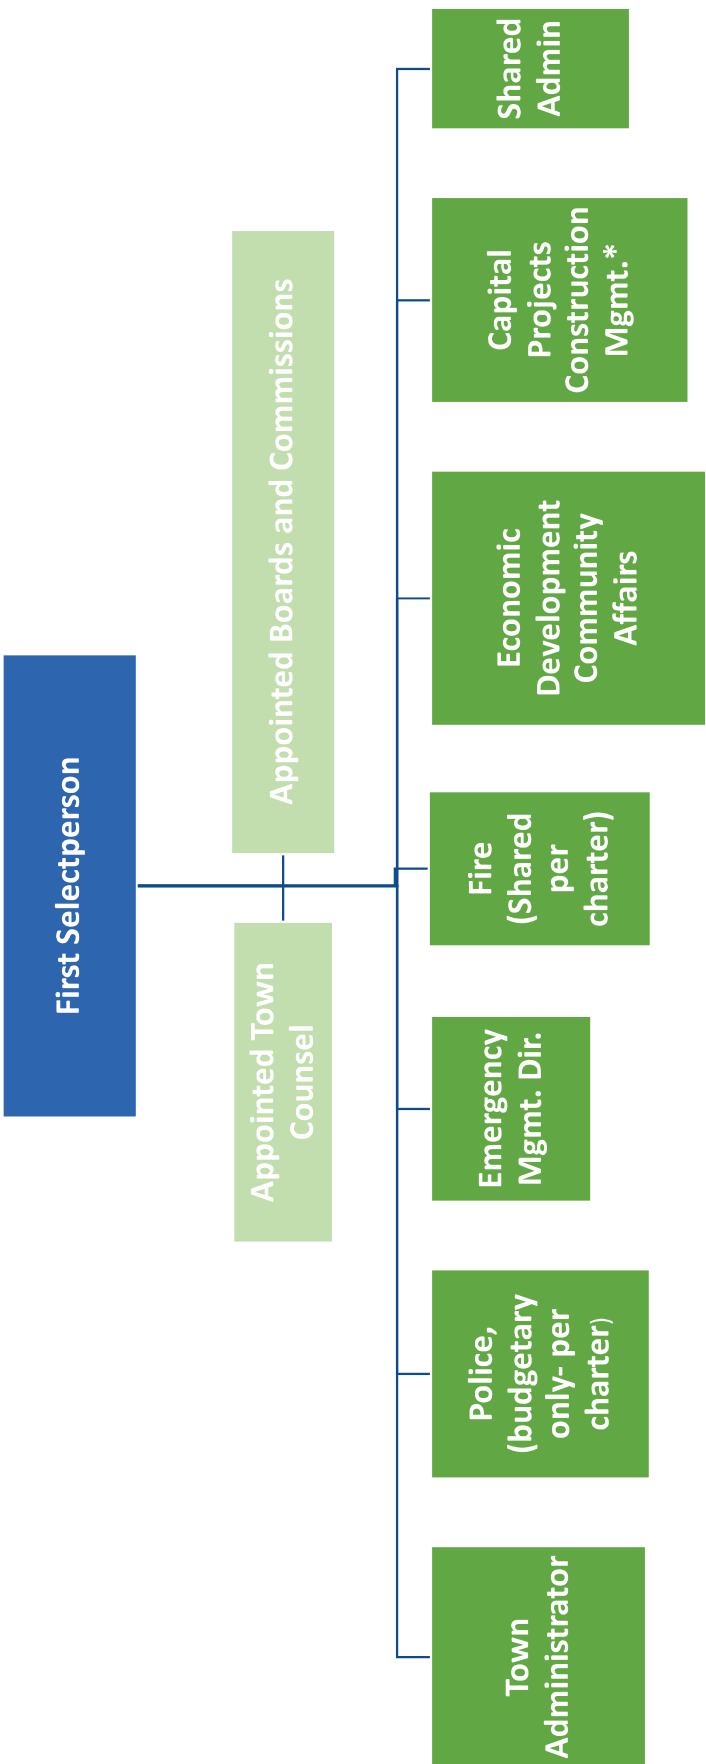 First Selectperson
Appointed Town
Counsel
Appointed Boards and Commissions
Town
Administrator
Police,
(budgetary
only- per
charter)
Emergency
Mgmt. Dir.
Fire
(Shared
per
charter)
Economic
Development
Community
Affairs
Capital
Projects
Construction
Mgmt.*
Shared
Admin